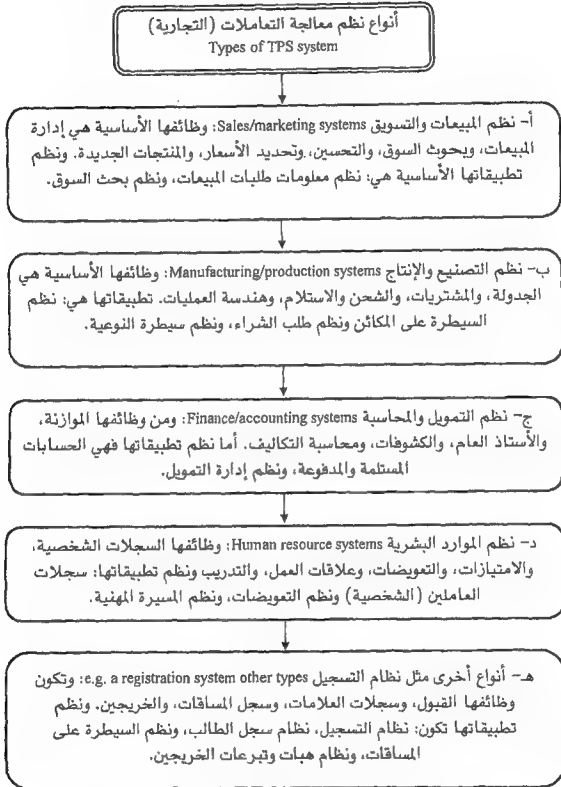 أنواع نظم معالجة التعاملات (التجارية)
Types of TPS system
أ- نظم المبيعات والتسويق Sales/marketing systems: وظائفها الأساسية هي إدارة
المبيعات، وبحوث السوق، والتحسين، وتحديد الأسعار، والمنتجات الجديدة. ونظم
تطبيقاتها الأساسية هي: نظم معلومات طلبات المبيعات، ونظم بحث السوق.
ب- نظم التصنيع والإنتاج Manufacturing/production systems: وظائفها الأساسية هي
الجدولة، والمشتريات، والشحن والاستلام، وهندسة العمليات. تطبيقاتها هي: نظم
السيطرة على المكائن ونظم طلب الشراء، ونظم سيطرة النوعية.
ج- نظم التمويل والمحاسبة Finance/accounting systems: ومن وظائفها الموازنة،
والأستاذ العام، والكشوفات، ومحاسبة التكاليف. أما نظم تطبيقاتها فهي الحسابات
المستلمة والمدفوعة، ونظم إدارة التمويل.
د- نظم الموارد البشرية Human resource systems: وظائفها السجلات الشخصية،
والامتيازات، والتعويضات، وعلاقات العمل، والتدريب ونظم تطبيقاتها: سجلات
العاملين (الشخصية) ونظم التعويضات، ونظم المسيرة المهنية.
هـ- أنواع أخرى مثل نظام التسجيل e.g. a registration system other types: وتكون
وظائفها القبول، وسجلات العلامات، وسجل المساقات، والخريجين. ونظم
تطبيقاتها تكون: نظام التسجيل، نظام سجل الطالب، ونظم السيطرة على
المساقات، ونظام هبات وتبرعات الخريجين.